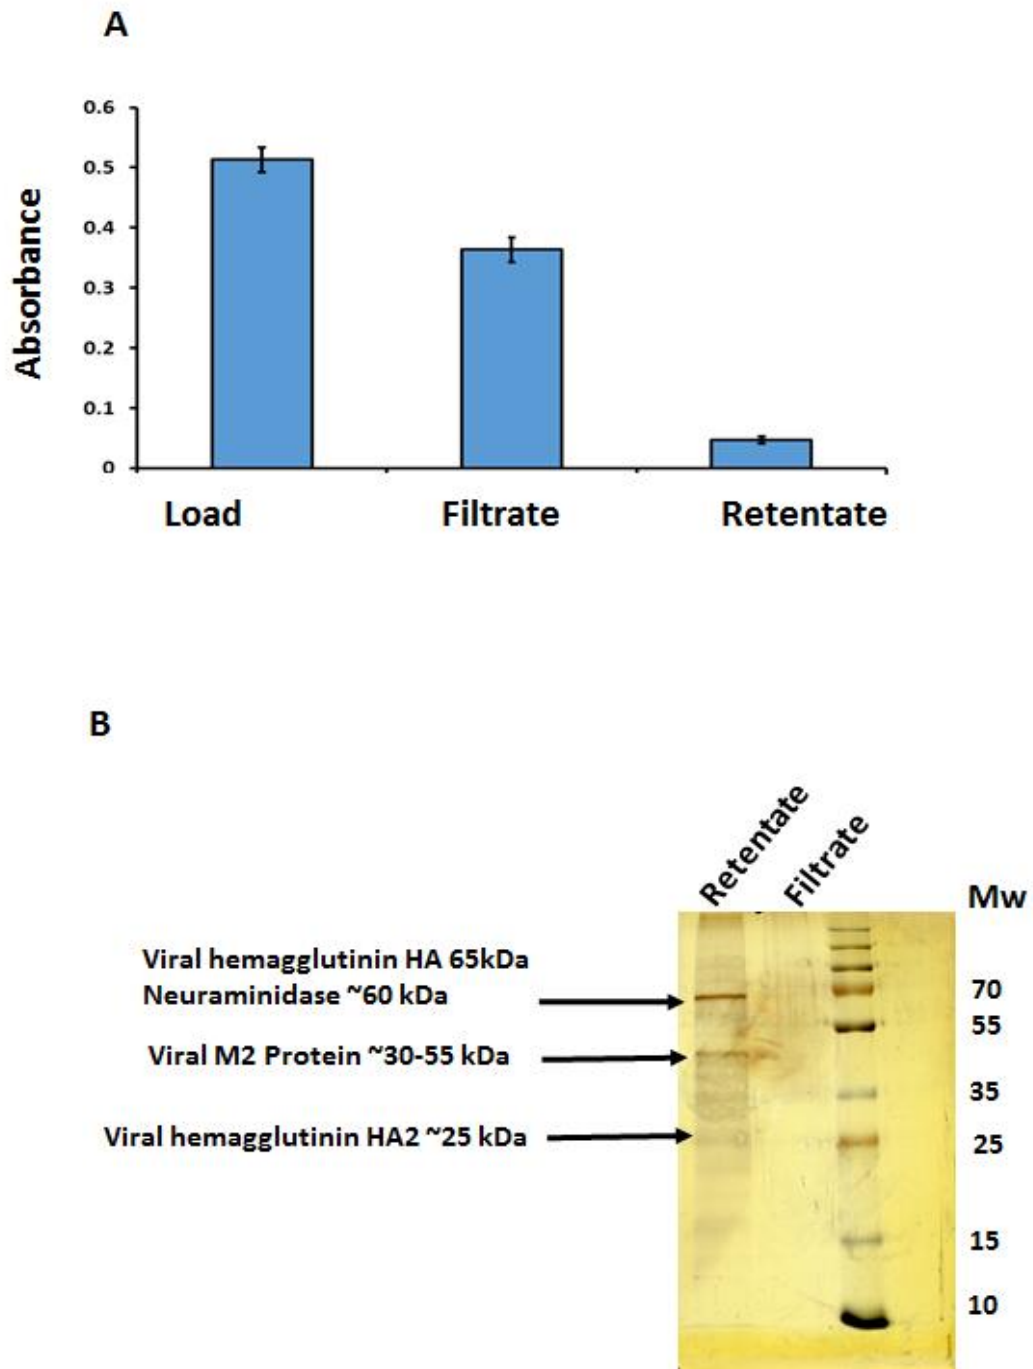 A
0.6
0.5
0.4
0.3
0.2
0.1
0
Absorbance
Load Filtrate Retentate
B
Retentate
Filtrate
Mw
Viral hemagglutinin HA 65kDa
Neuraminidase ~60 kDa
Viral M2 Protein ~30-55 kDa
Viral hemagglutinin HA2 ~25 kDa
70
55
35
25
15
10